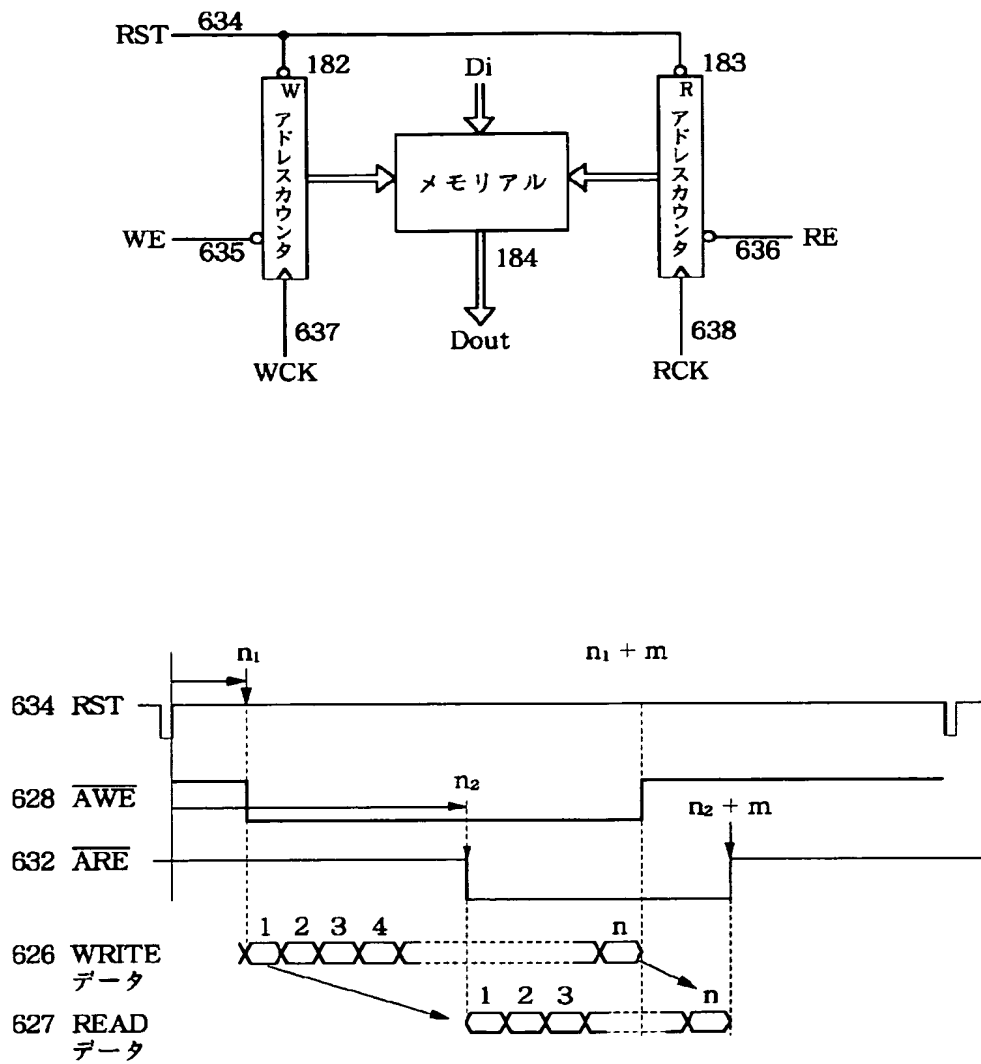 RST 634
182 Di 183
W R
アドレスカウンタ メモリアル アドレスカウンタ
WE 635 184 636 RE
637 Dout 638
WCK RCK
n₁ n₁ + m
634 RST
n₂
628 AWE n₂ + m
632 ARE
1 2 3 4 n
626 WRITE
データ
1 2 3 n
627 READ
データ